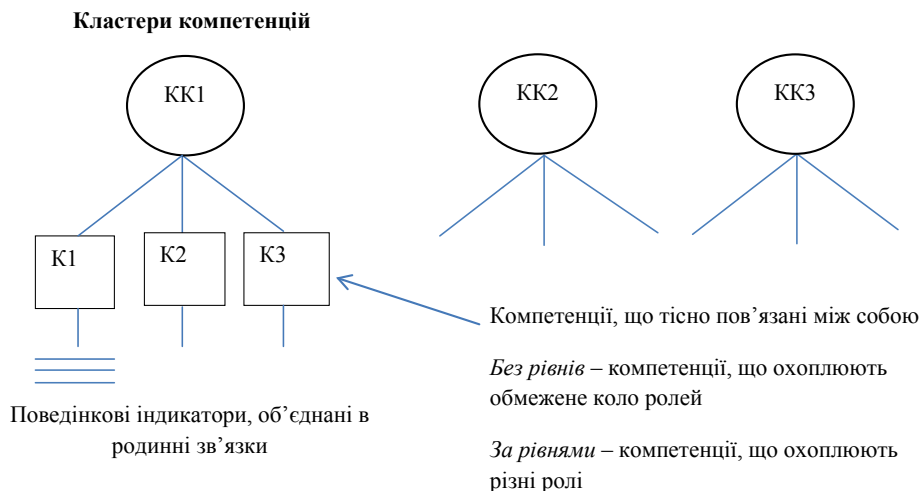 Кластери компетенцій
КК1
КК2
КК3
К1
К2
К3
Компетенції, що тісно пов’язані між собою
Без рівнів – компетенції, що охоплюють
обмежене коло ролей
За рівнями – компетенції, що охоплюють
різні ролі
Поведінкові індикатори, об’єднані в
родинні зв’язки